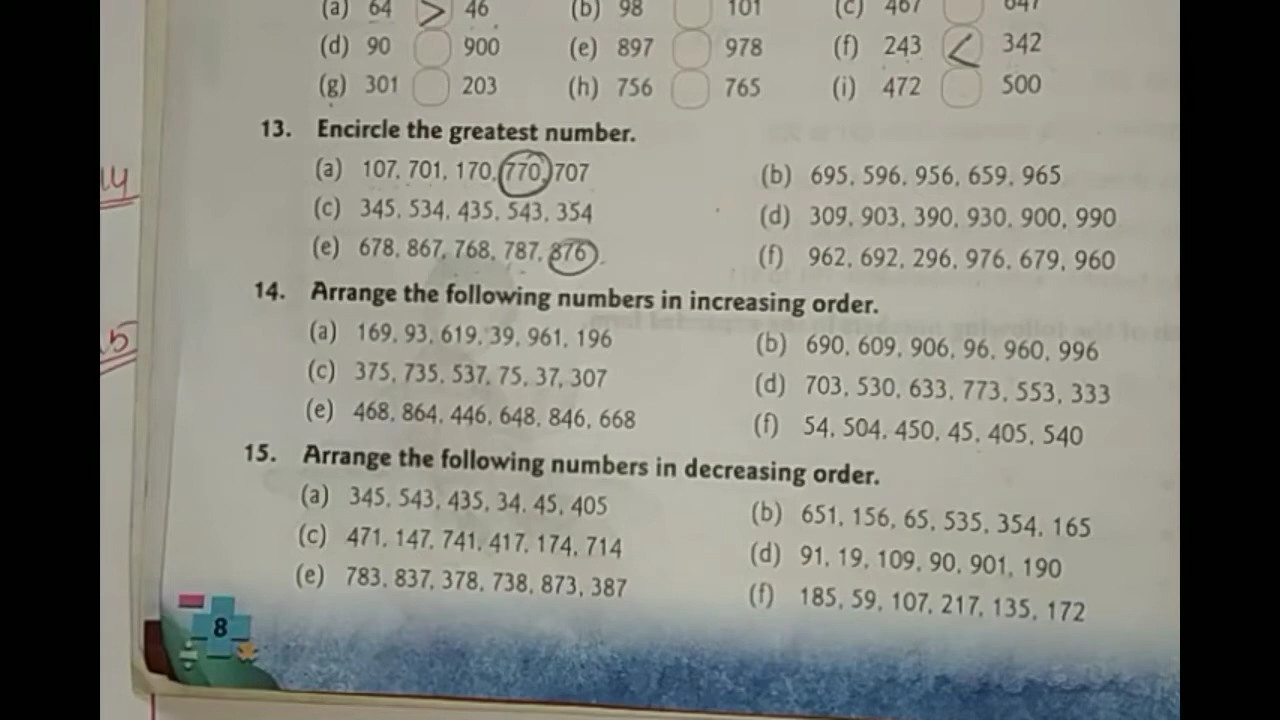 (a) 64 > 46 (b) 98 101 (c) 467 647
(d) 90 900 (e) 897 978 (f) 243 < 342
(g) 301 203 (h) 756 765 (i) 472 500
13. Encircle the greatest number.
(a) 107, 701, 170, 770, 707 (b) 695, 596, 956, 659, 965
(c) 345, 534, 435, 543, 354 (d) 309, 903, 390, 930, 900, 990
(e) 678, 867, 768, 787, 876 (f) 962, 692, 296, 976, 679, 960
14. Arrange the following numbers in increasing order.
(a) 169, 93, 619, 39, 961, 196 (b) 690, 609, 906, 96, 960, 996
(c) 375, 735, 537, 75, 37, 307 (d) 703, 530, 633, 773, 553, 333
(e) 468, 864, 446, 648, 846, 668 (f) 54, 504, 450, 45, 405, 540
15. Arrange the following numbers in decreasing order.
(a) 345, 543, 435, 34, 45, 405 (b) 651, 156, 65, 535, 354, 165
(c) 471, 147, 741, 417, 174, 714 (d) 91, 19, 109, 90, 901, 190
(e) 783, 837, 378, 738, 873, 387 (f) 185, 59, 107, 217, 135, 172
8